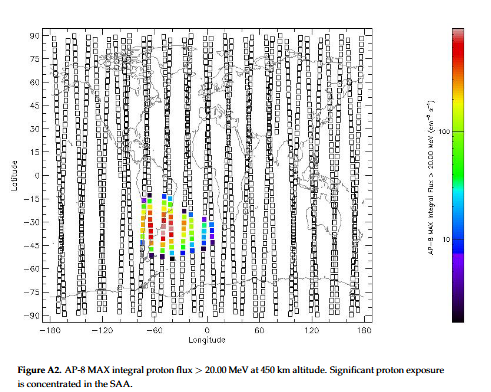 90
75
60
45
30
15
0
−15
−30
−45
−60
−75
−90
Latitude
−180 −120 −60 0 60 120 180
Longitude
100
10
AP-8 MAX Integral Flux > 20.00 MeV (cm⁻² s⁻¹)
Figure A2. AP-8 MAX integral proton flux > 20.00 MeV at 450 km altitude. Significant proton exposure
is concentrated in the SAA.